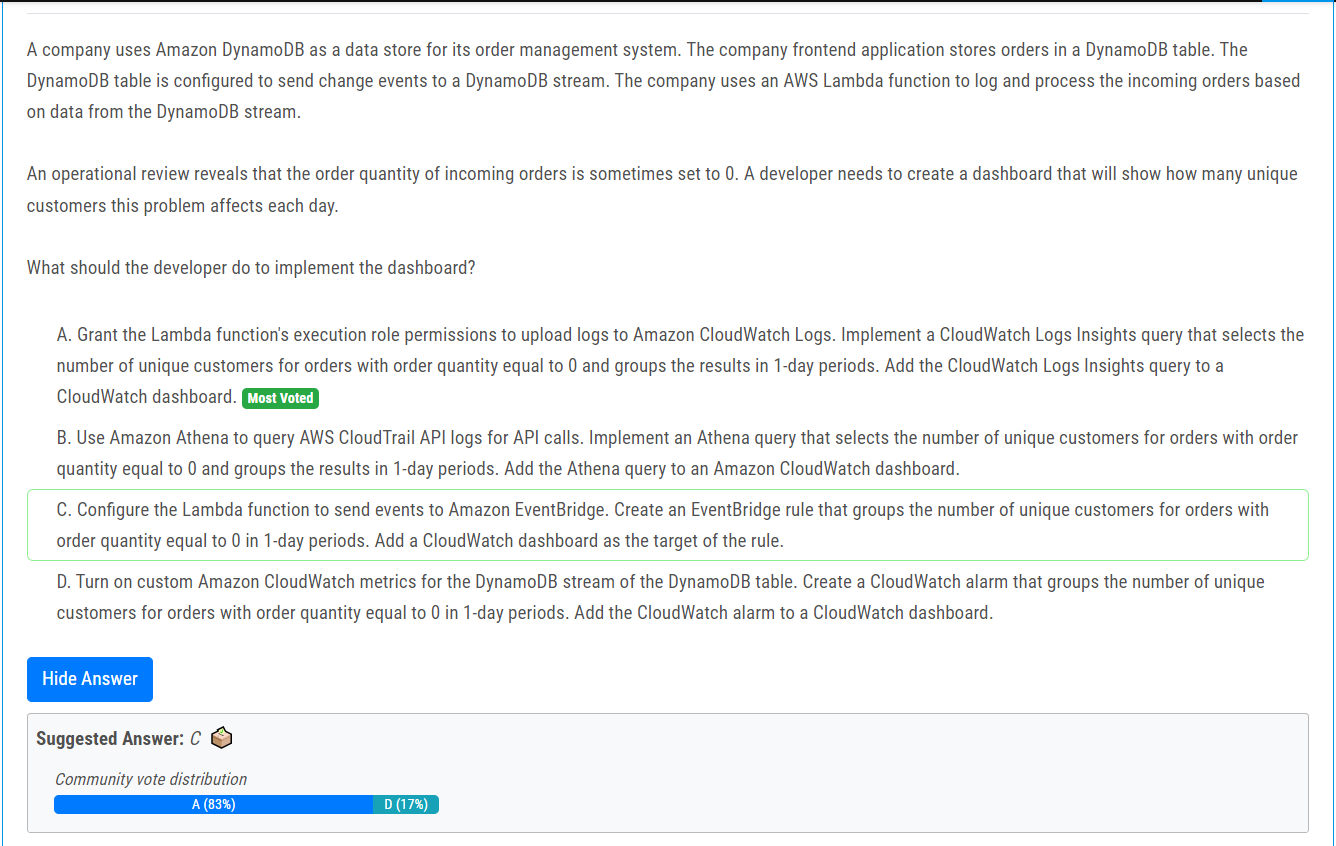 A company uses Amazon DynamoDB as a data store for its order management system. The company frontend application stores orders in a DynamoDB table. The
DynamoDB table is configured to send change events to a DynamoDB stream. The company uses an AWS Lambda function to log and process the incoming orders based
on data from the DynamoDB stream.
An operational review reveals that the order quantity of incoming orders is sometimes set to 0. A developer needs to create a dashboard that will show how many unique
customers this problem affects each day.
What should the developer do to implement the dashboard?
A. Grant the Lambda function's execution role permissions to upload logs to Amazon CloudWatch Logs. Implement a CloudWatch Logs Insights query that selects the
number of unique customers for orders with order quantity equal to 0 and groups the results in 1-day periods. Add the CloudWatch Logs Insights query to a
CloudWatch dashboard. Most Voted
B. Use Amazon Athena to query AWS CloudTrail API logs for API calls. Implement an Athena query that selects the number of unique customers for orders with order
quantity equal to 0 and groups the results in 1-day periods. Add the Athena query to an Amazon CloudWatch dashboard.
C. Configure the Lambda function to send events to Amazon EventBridge. Create an EventBridge rule that groups the number of unique customers for orders with
order quantity equal to 0 in 1-day periods. Add a CloudWatch dashboard as the target of the rule.
D. Turn on custom Amazon CloudWatch metrics for the DynamoDB stream of the DynamoDB table. Create a CloudWatch alarm that groups the number of unique
customers for orders with order quantity equal to 0 in 1-day periods. Add the CloudWatch alarm to a CloudWatch dashboard.
Hide Answer
Suggested Answer: C
Community vote distribution
A (83%) D (17%)